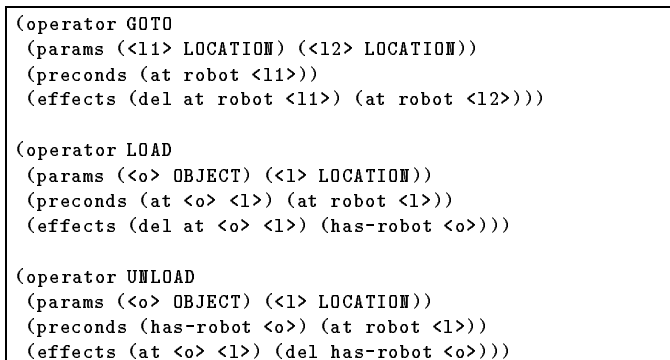 (operator GOTO
(params (<l1> LOCATION) (<l2> LOCATION))
(preconds (at robot <l1>))
(effects (del at robot <l1>) (at robot <l2>)))
(operator LOAD
(params (<o> OBJECT) (<l> LOCATION))
(preconds (at <o> <l>) (at robot <l>))
(effects (del at <o> <l>) (has-robot <o>)))
(operator UNLOAD
(params (<o> OBJECT) (<l> LOCATION))
(preconds (has-robot <o>) (at robot <l>))
(effects (at <o> <l>) (del has-robot <o>)))